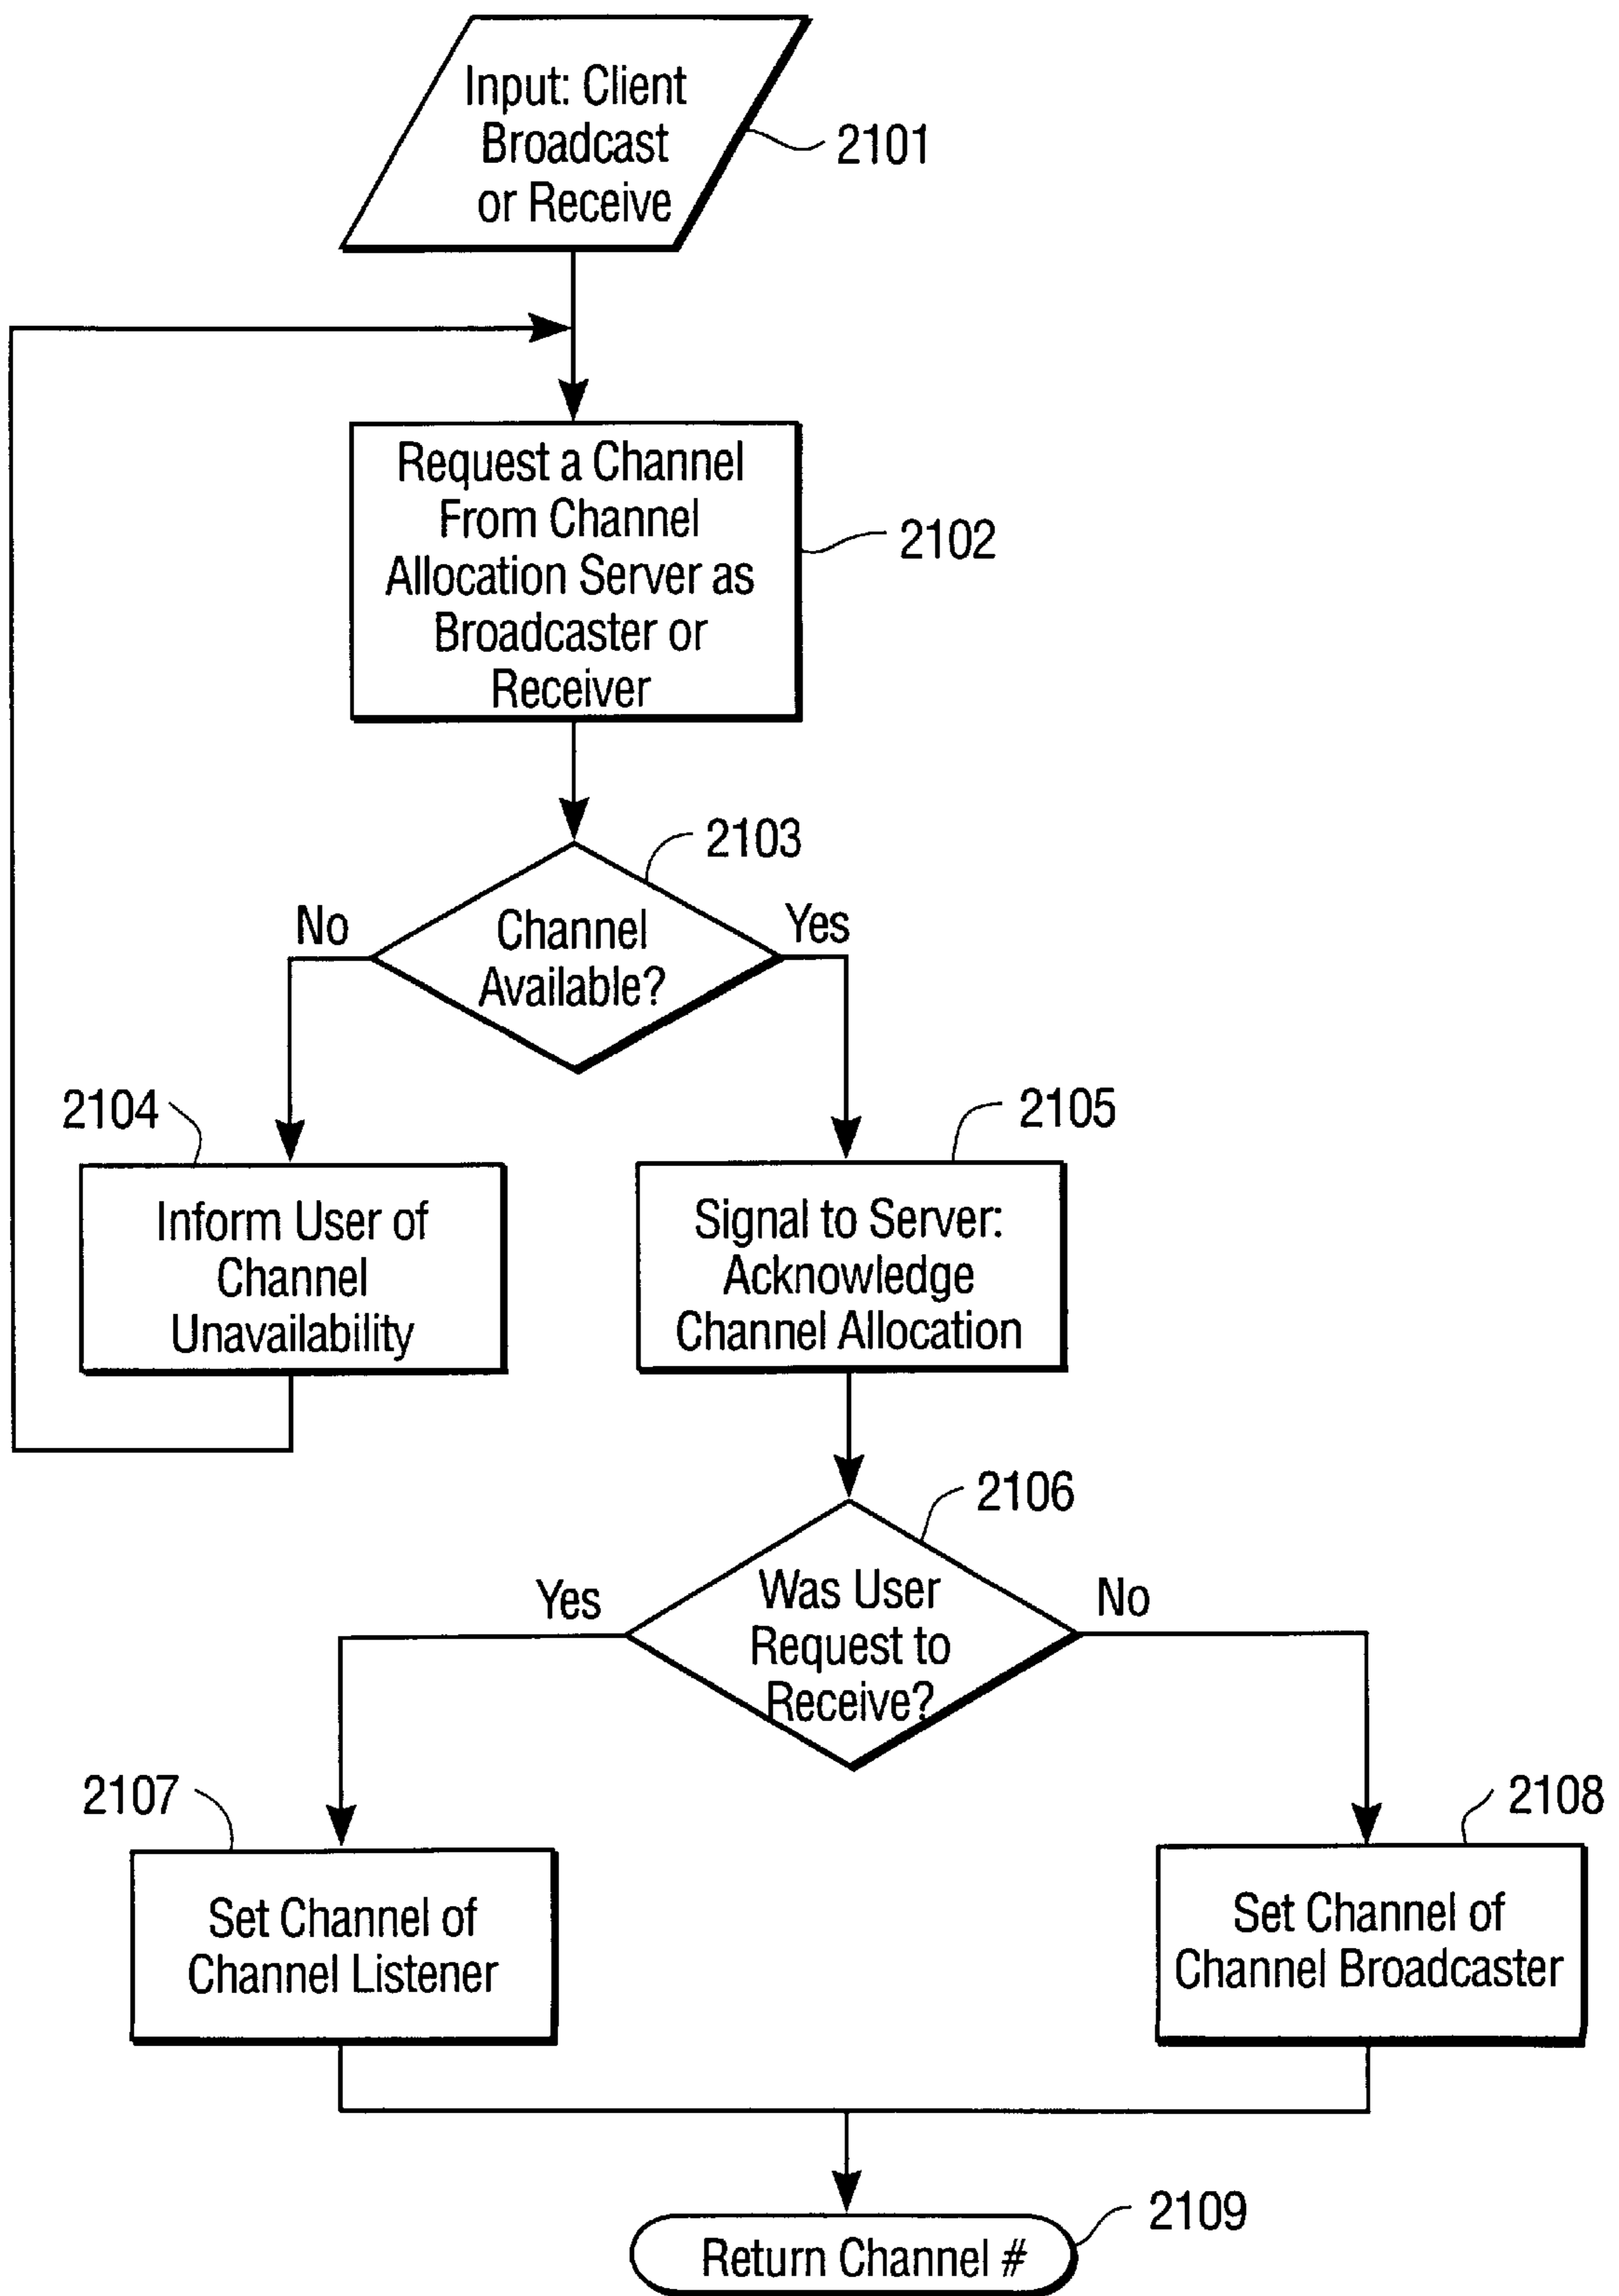 Input: Client
Broadcast
or Receive
2101
Request a Channel
From Channel
Allocation Server as
Broadcaster or
Receiver
2102
2103
No
Channel
Available?
Yes
2104
Inform User of
Channel
Unavailability
2105
Signal to Server:
Acknowledge
Channel Allocation
2106
Yes
Was User
Request to
Receive?
No
2107
Set Channel of
Channel Listener
2108
Set Channel of
Channel Broadcaster
Return Channel #
2109